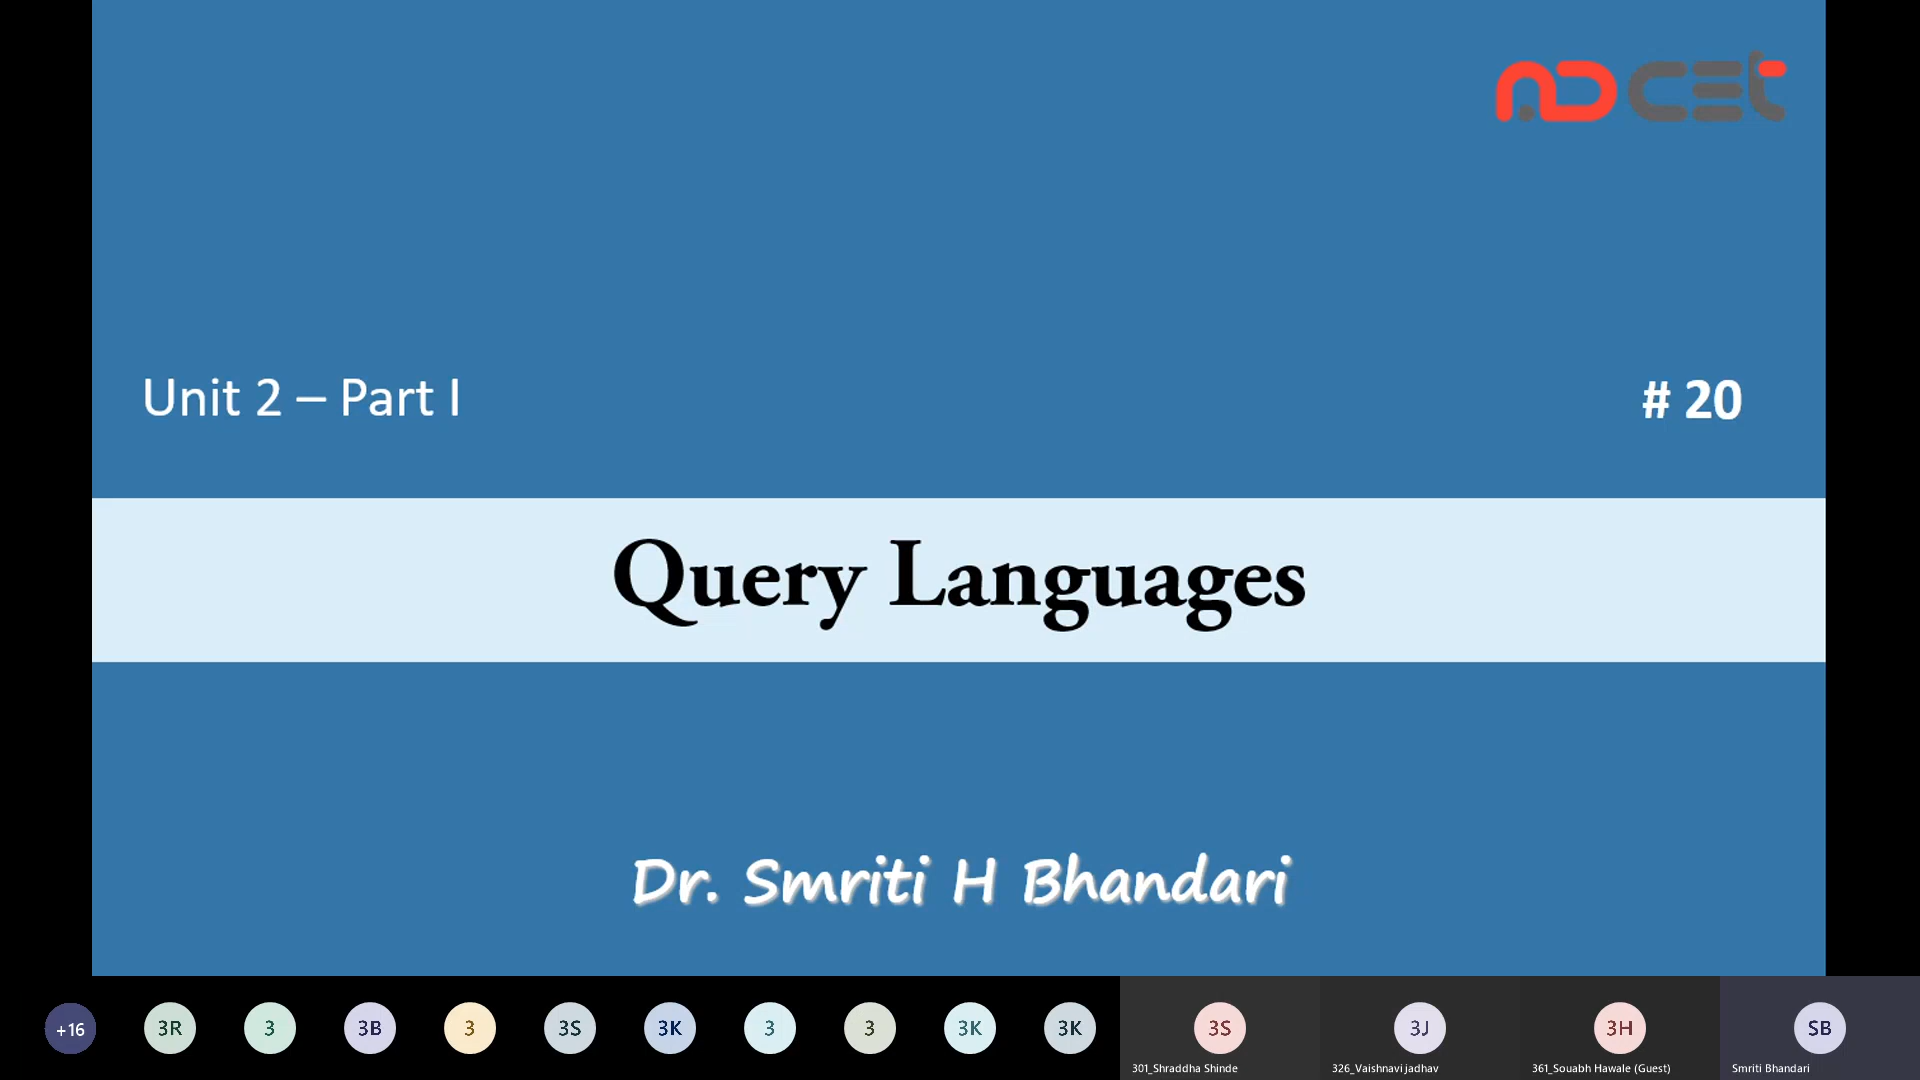 ADCET
Unit 2 – Part I
# 20
Query Languages
Dr. Smriti H Bhandari
+16
3R
3
3B
3
3S
3K
3
3
3K
3K
3S
3J
3H
SB
301_Shraddha Shinde
326_Vaishnavi jadhav
361_Souabh Hawale (Guest)
Smriti Bhandari